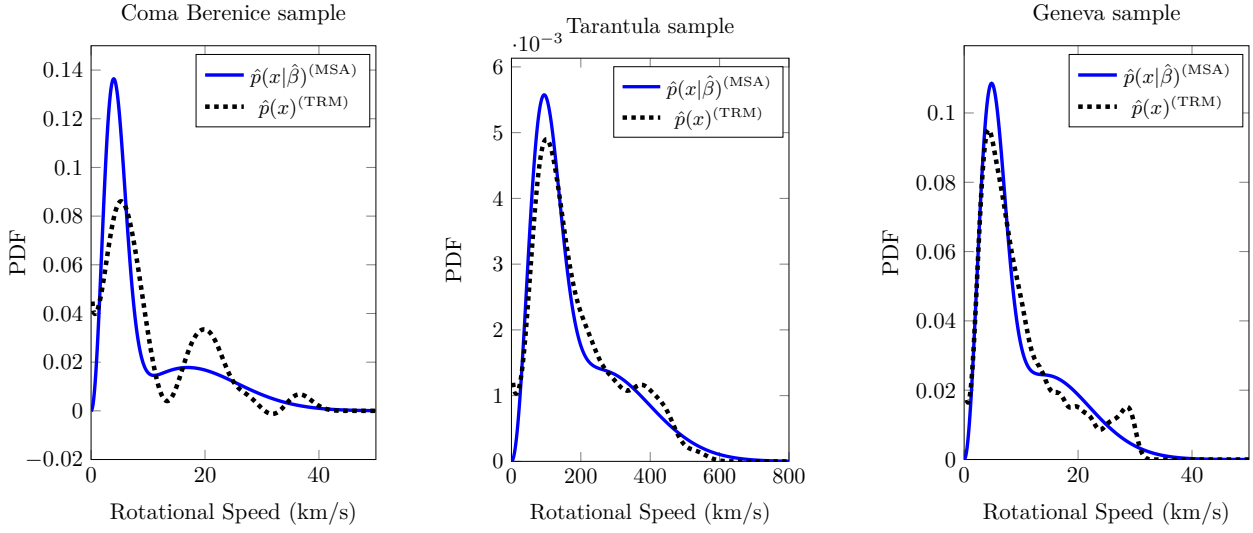 Coma Berenice sample
p̂(x|β̂)^(MSA)
p̂(x)^(TRM)
0.14
0.12
0.1
0.08
0.06
0.04
0.02
0
−0.02
0 20 40
PDF
Rotational Speed (km/s)
Tarantula sample
·10^−3
p̂(x|β̂)^(MSA)
p̂(x)^(TRM)
6
5
4
3
2
1
0
0 200 400 600 800
PDF
Rotational Speed (km/s)
Geneva sample
p̂(x|β̂)^(MSA)
p̂(x)^(TRM)
0.1
0.08
0.06
0.04
0.02
0
0 20 40
PDF
Rotational Speed (km/s)